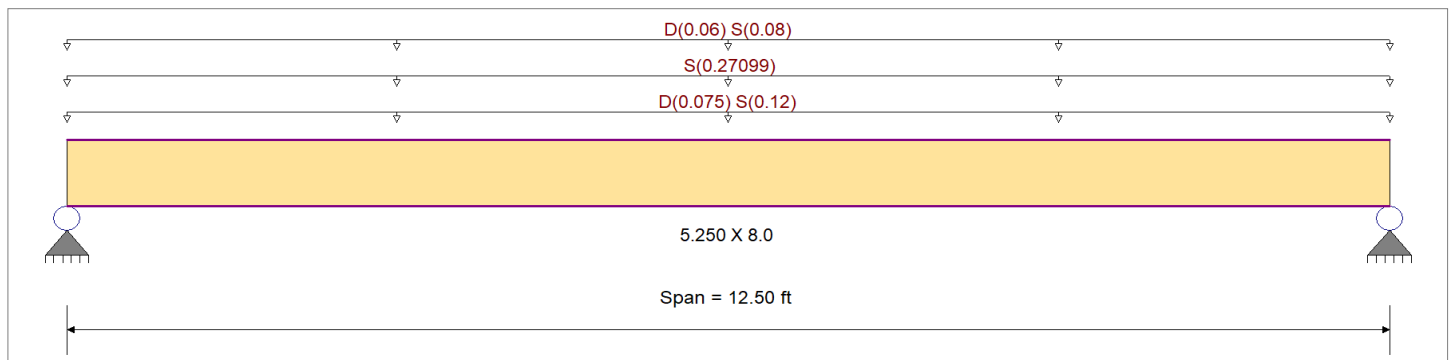 D(0.06) S(0.08)
S(0.27099)
D(0.075) S(0.12)
5.250 X 8.0
Span = 12.50 ft